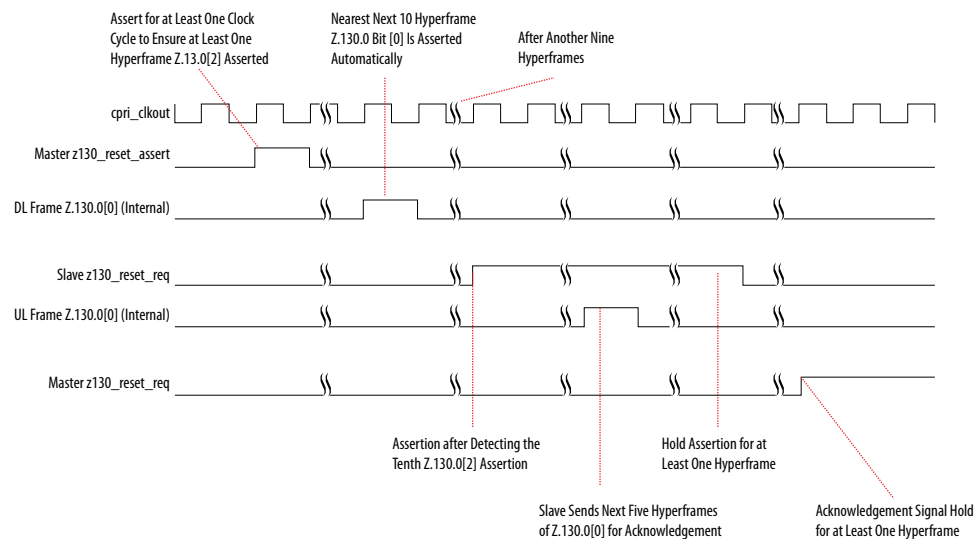 Assert for at Least One Clock
Cycle to Ensure at Least One
Hyperframe Z.13.0[2] Asserted
Nearest Next 10 Hyperframe
Z.130.0 Bit [0] Is Asserted
Automatically
After Another Nine
Hyperframes
cpri_clkout
Master z130_reset_assert
DL Frame Z.130.0[0] (Internal)
Slave z130_reset_req
UL Frame Z.130.0[0] (Internal)
Master z130_reset_req
Assertion after Detecting the
Tenth Z.130.0[2] Assertion
Hold Assertion for at
Least One Hyperframe
Slave Sends Next Five Hyperframes
of Z.130.0[0] for Acknowledgement
Acknowledgement Signal Hold
for at Least One Hyperframe